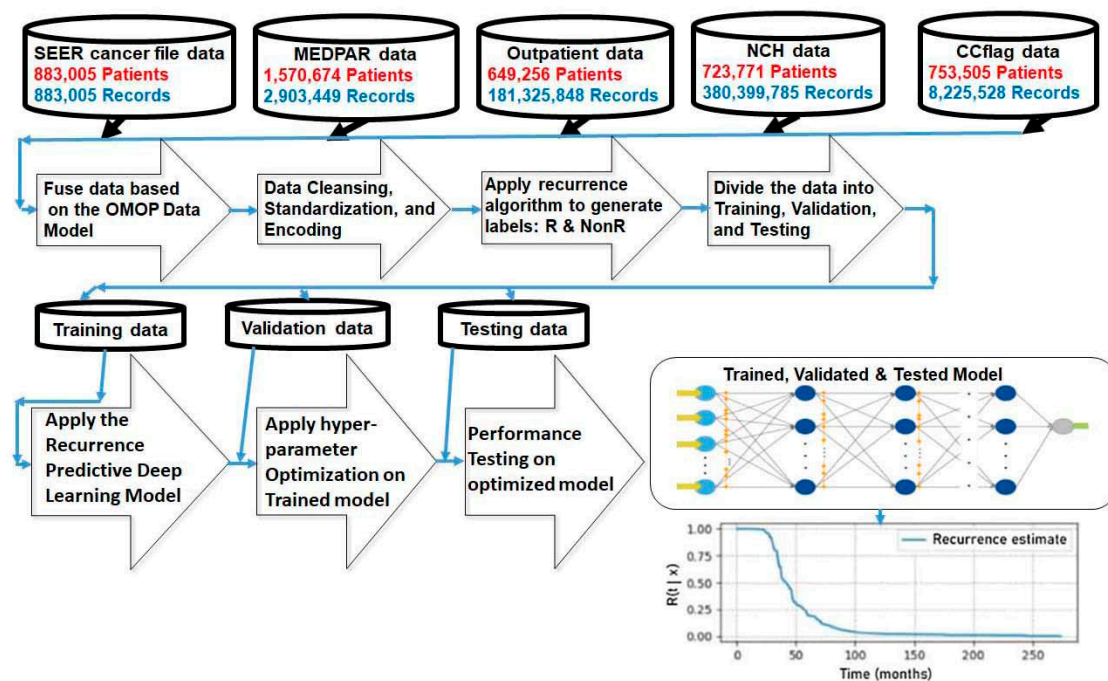 SEER cancer file data
883,005 Patients
883,005 Records
MEDPAR data
1,570,674 Patients
2,903,449 Records
Outpatient data
649,256 Patients
181,325,848 Records
NCH data
723,771 Patients
380,399,785 Records
CCflag data
753,505 Patients
8,225,528 Records
Fuse data based
on the OMOP Data
Model
Data Cleansing,
Standardization, and
Encoding
Apply recurrence
algorithm to generate
labels: R & NonR
Divide the data into
Training, Validation,
and Testing
Training data
Validation data
Testing data
Apply the
Recurrence
Predictive Deep
Learning Model
Apply hyper-
parameter
Optimization on
Trained model
Performance
Testing on
optimized model
Trained, Validated & Tested Model
Recurrence estimate
R(t | x)
1.00
0.75
0.50
0.25
0.00
0
50
100
150
200
250
Time (months)